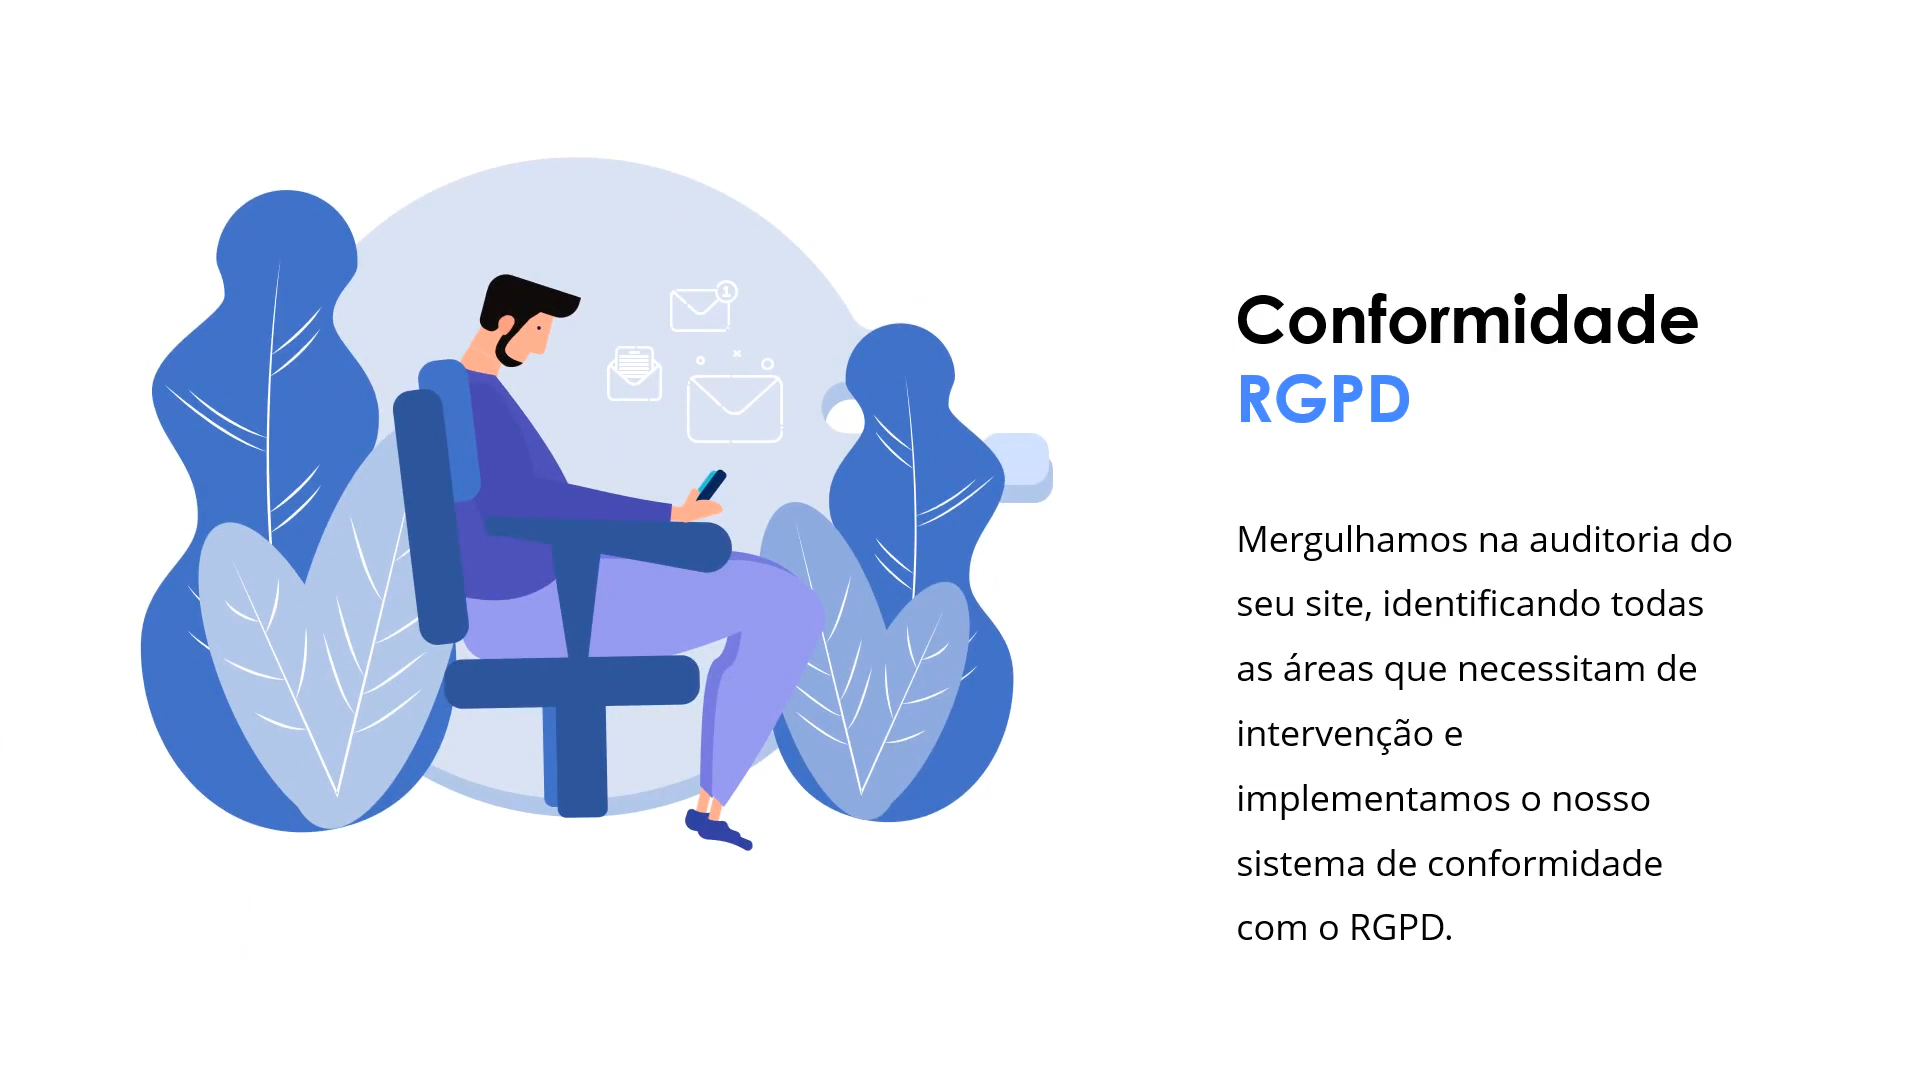 1
Conformidade
RGPD
Mergulhamos na auditoria do
seu site, identificando todas
as áreas que necessitam de
intervenção e
implementamos o nosso
sistema de conformidade
com o RGPD.